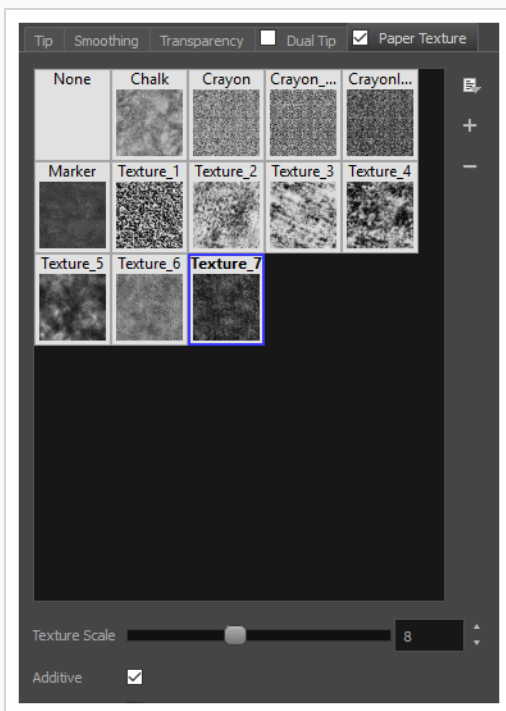 Tip Smoothing Transparency Dual Tip Paper Texture
None Chalk Crayon Crayon_... Crayonl...
Marker Texture_1 Texture_2 Texture_3 Texture_4
Texture_5 Texture_6 Texture_7
Texture Scale 8
Additive